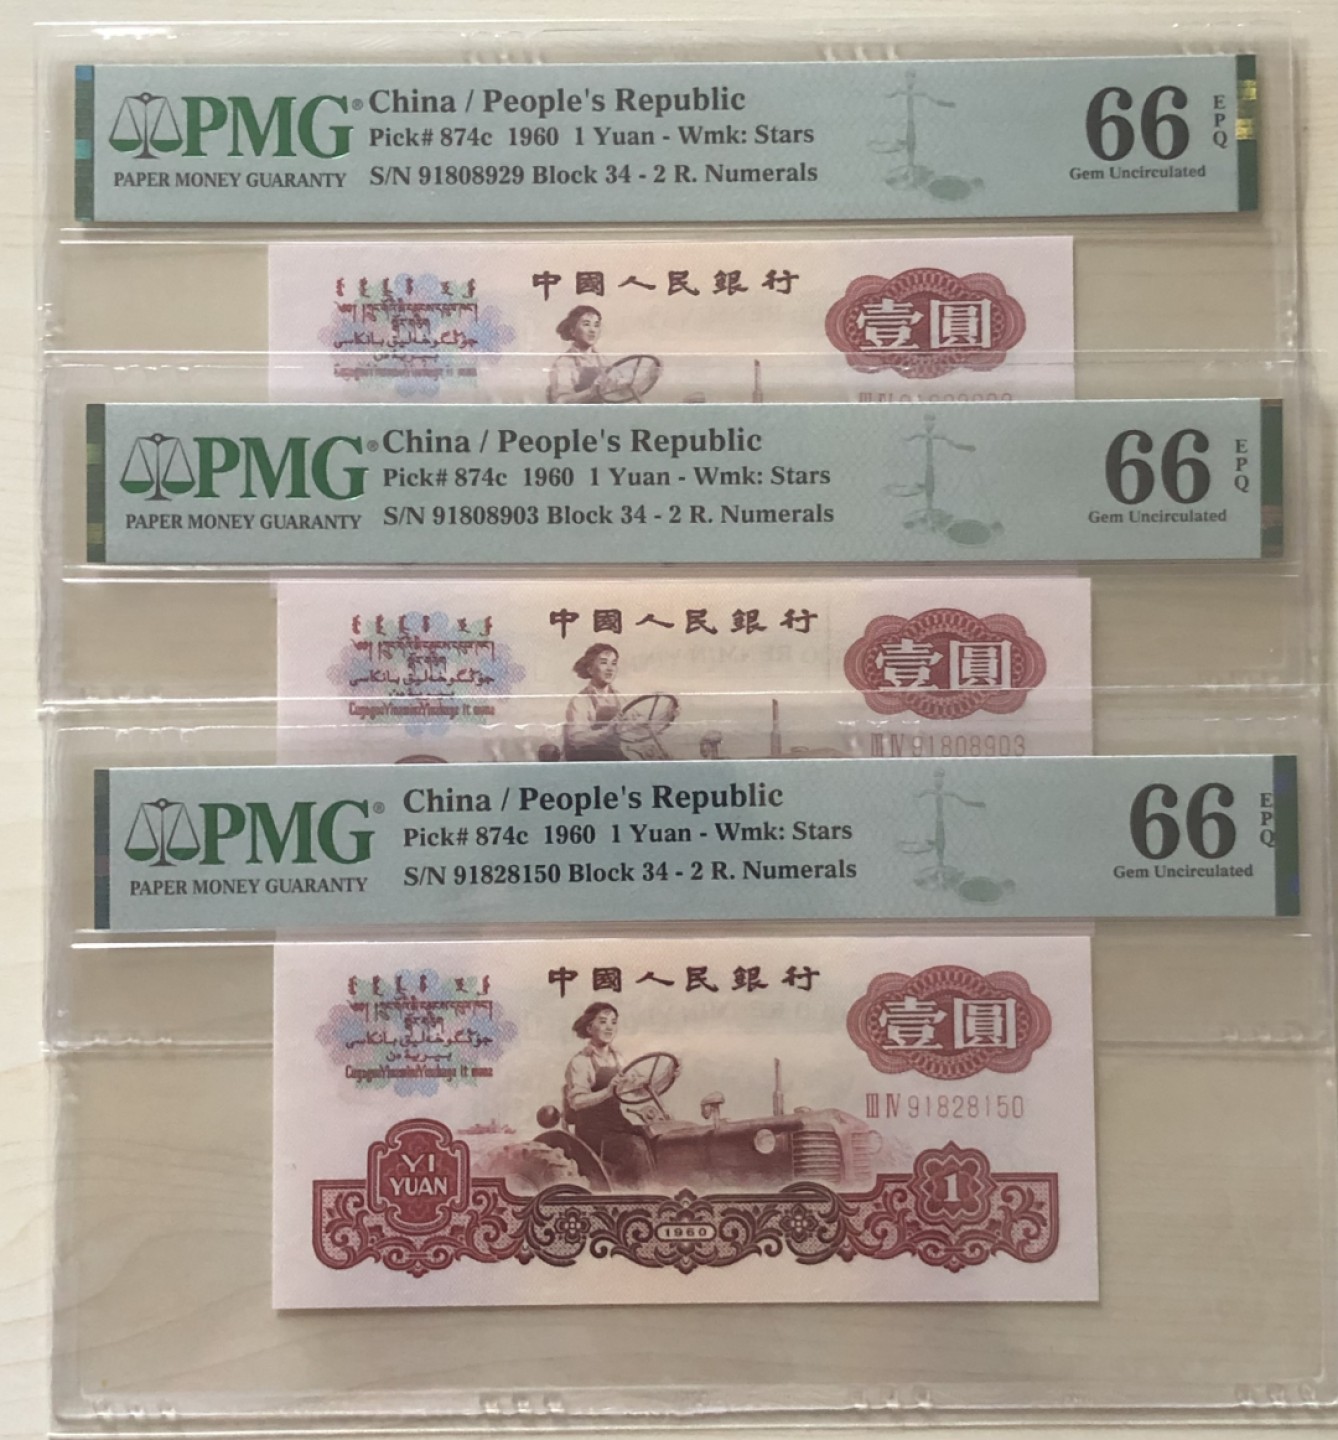 PMG®
PAPER MONEY GUARANTY
China / People's Republic
Pick# 874c 1960 1 Yuan - Wmk: Stars
S/N 91808929 Block 34 - 2 R. Numerals
66
EPQ
Gem Uncirculated
中國人民銀行
壹圓
PMG®
PAPER MONEY GUARANTY
China / People's Republic
Pick# 874c 1960 1 Yuan - Wmk: Stars
S/N 91808903 Block 34 - 2 R. Numerals
66
EPQ
Gem Uncirculated
中國人民銀行
壹圓
III IV 91808903
PMG®
PAPER MONEY GUARANTY
China / People's Republic
Pick# 874c 1960 1 Yuan - Wmk: Stars
S/N 91828150 Block 34 - 2 R. Numerals
66
EPQ
Gem Uncirculated
中國人民銀行
壹圓
III IV 91828150
YI
YUAN
1
1960